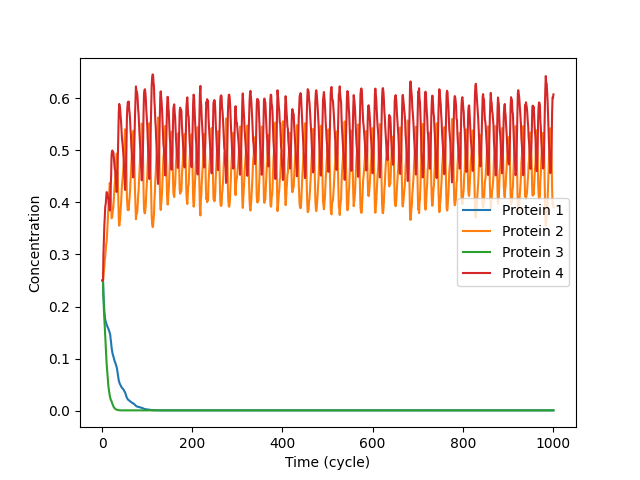 0.6
0.5
0.4
0.3
0.2
0.1
0.0
Concentration
0
200
400
600
800
1000
Time (cycle)
Protein 1
Protein 2
Protein 3
Protein 4